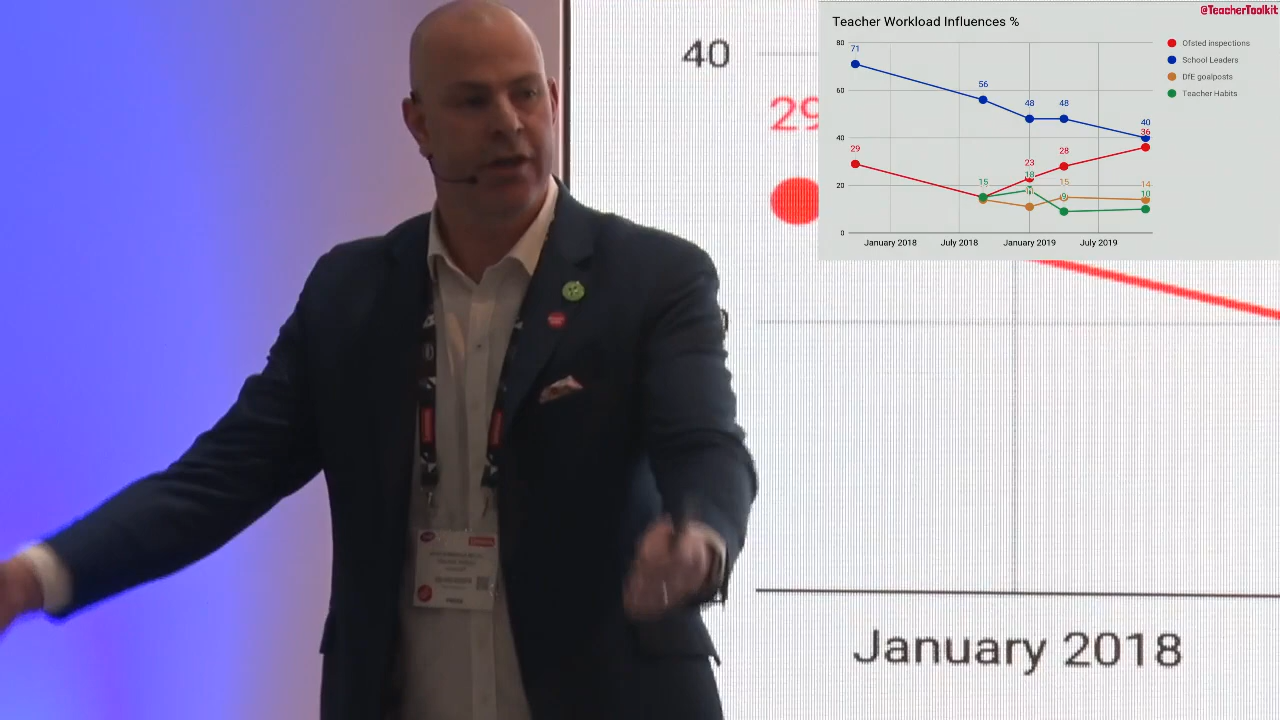 @TeacherToolkit
Teacher Workload Influences %
80
60
40
20
0
71
56
48
48
40
36
29
23
28
15
18
15
9
14
10
January 2018
July 2018
January 2019
July 2019
Ofsted inspections
School Leaders
DfE goalposts
Teacher Habits
40
29
January 2018